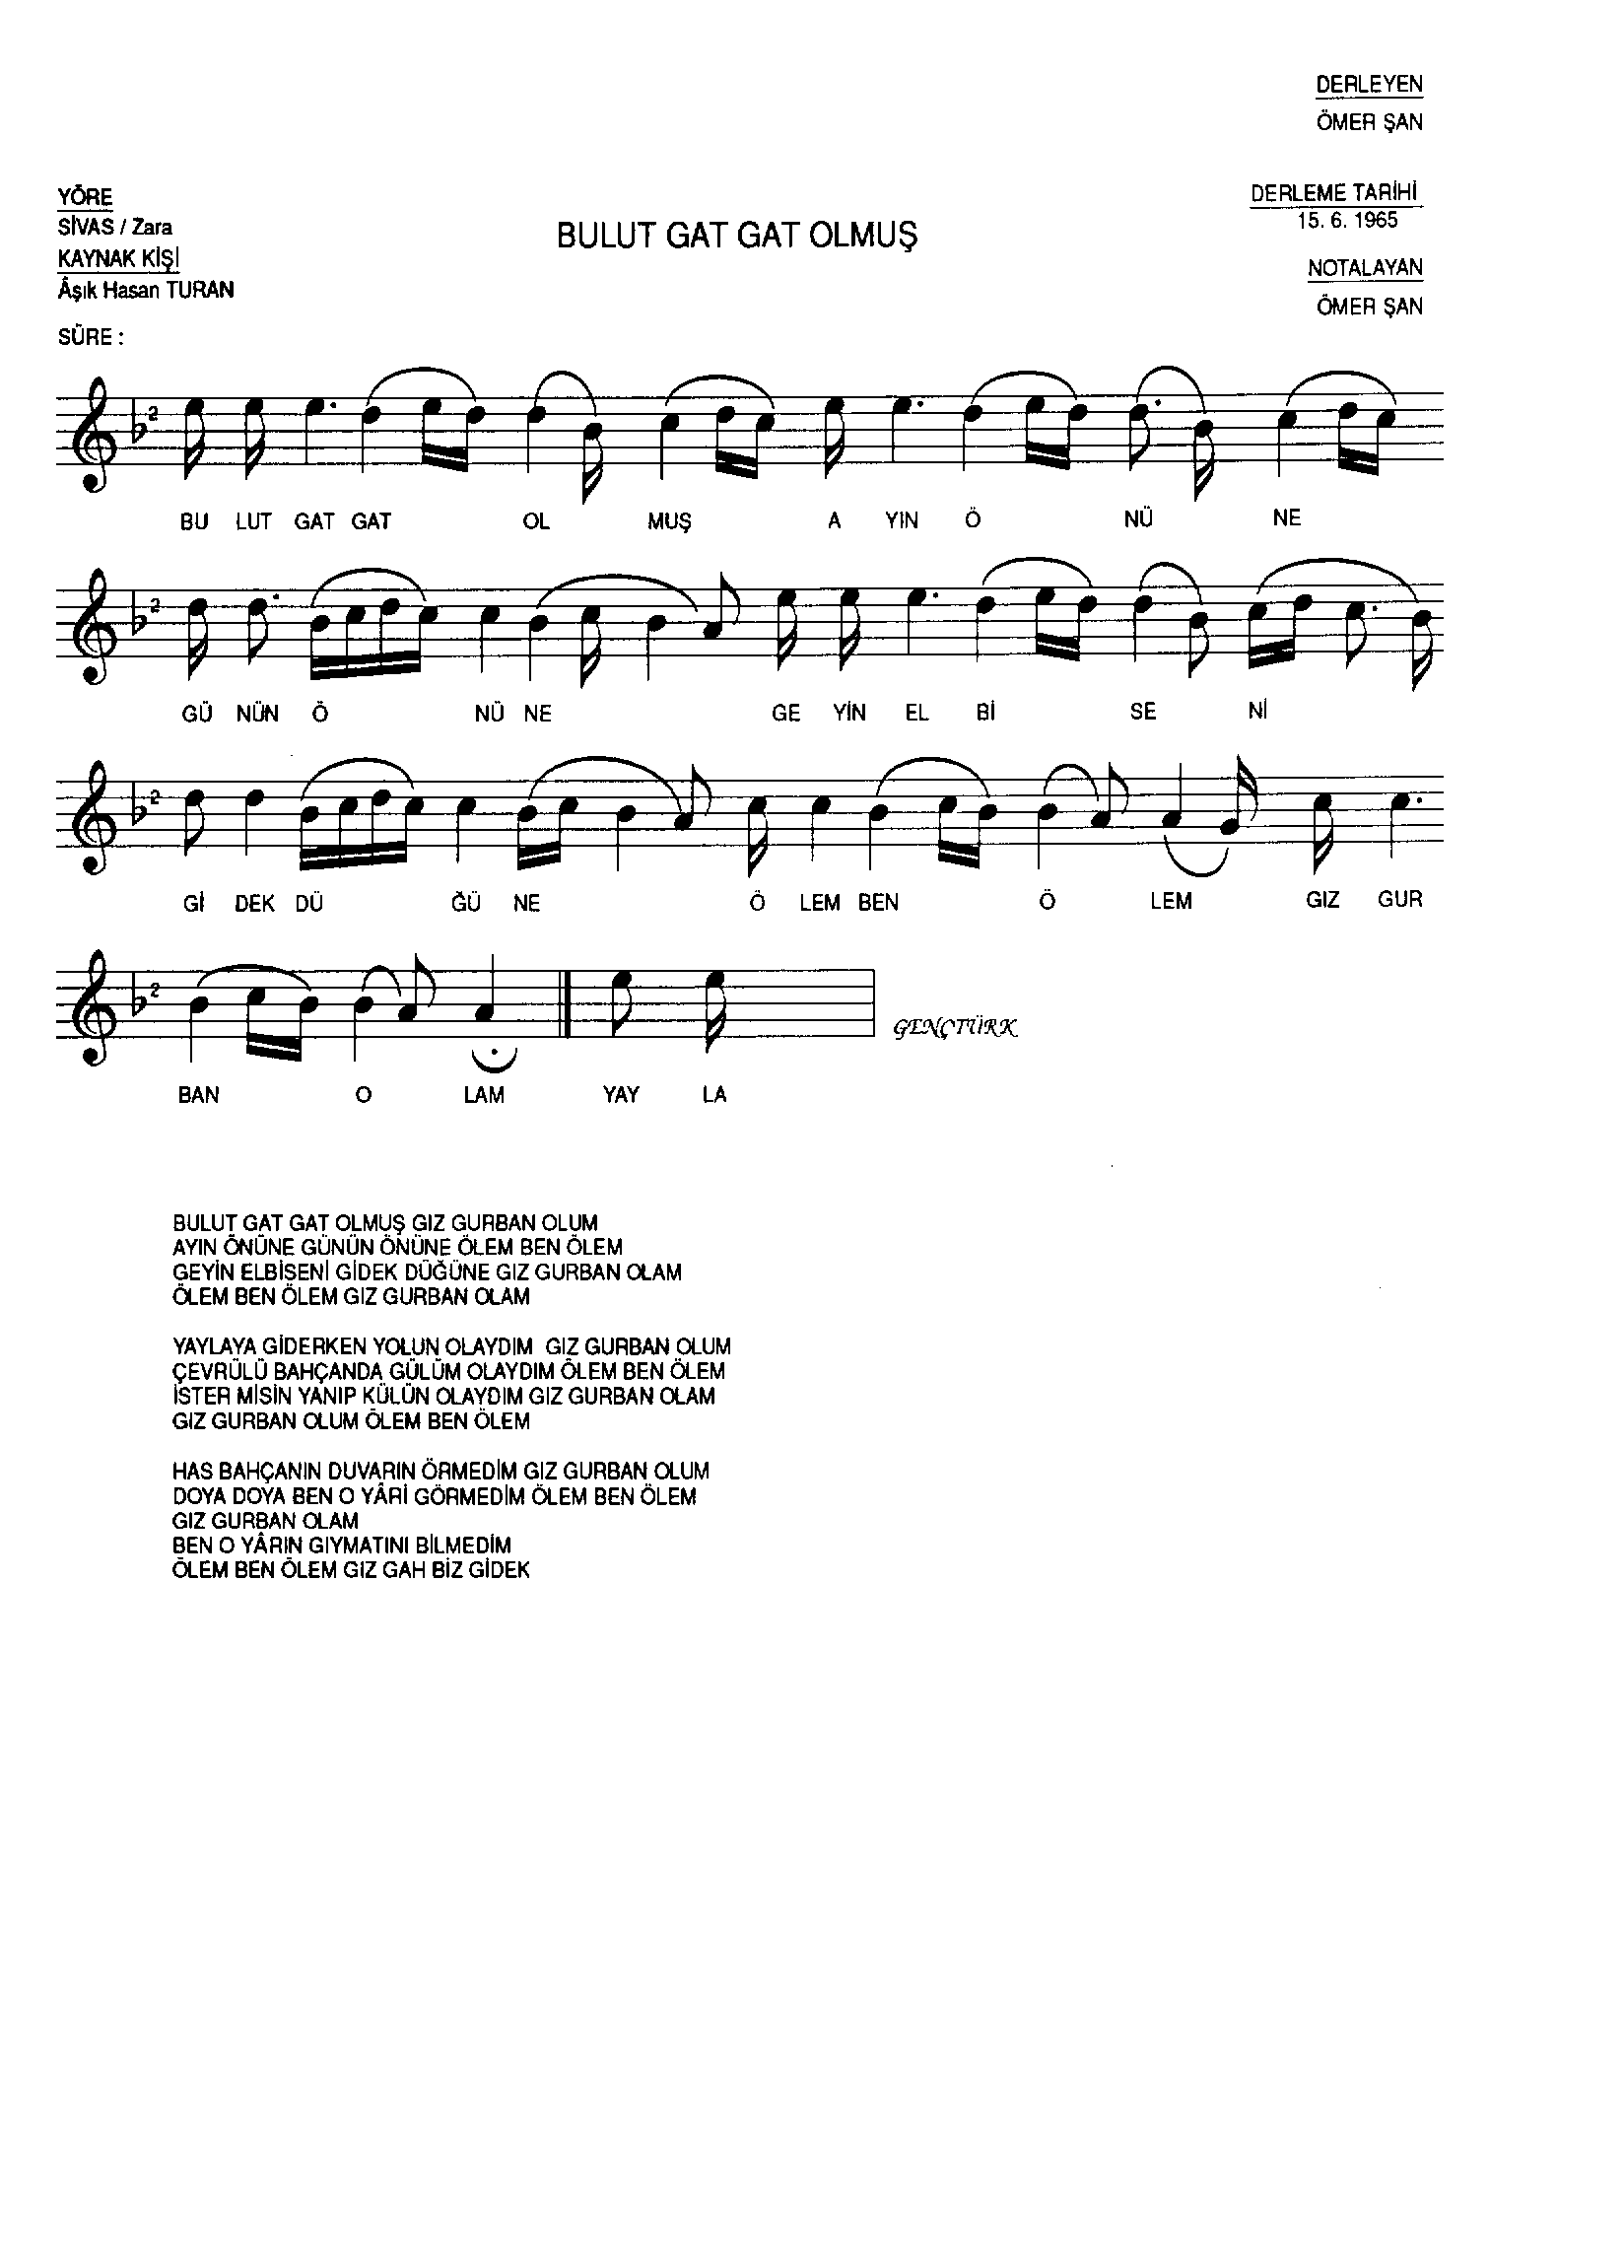 DERLEYEN
ÖMER ŞAN
YÖRE
SİVAS / Zara
KAYNAK KİŞİ
Âşık Hasan TURAN
SÜRE :
BULUT GAT GAT OLMUŞ
DERLEME TARİHİ
15. 6. 1965
NOTALAYAN
ÖMER ŞAN
2
BU LUT GAT GAT OL MUŞ A YIN Ö NÜ NE
2
GÜ NÜN Ö NÜ NE GE YİN EL Bİ SE Nİ
2
Gİ DEK DÜ ĞÜ NE Ö LEM BEN Ö LEM GIZ GUR
2
GENÇTÜRK
BAN O LAM YAY LA
BULUT GAT GAT OLMUŞ GIZ GURBAN OLUM
AYIN ÖNÜNE GÜNÜN ÖNÜNE ÖLEM BEN ÖLEM
GEYİN ELBİSENİ GİDEK DÜĞÜNE GIZ GURBAN OLAM
ÖLEM BEN ÖLEM GIZ GURBAN OLAM
YAYLAYA GİDERKEN YOLUN OLAYDIM GIZ GURBAN OLUM
ÇEVRÜLÜ BAHÇANDA GÜLÜM OLAYDIM ÖLEM BEN ÖLEM
İSTER MİSİN YANIP KÜLÜN OLAYDIM GIZ GURBAN OLAM
GIZ GURBAN OLUM ÖLEM BEN ÖLEM
HAS BAHÇANIN DUVARIN ÖRMEDİM GIZ GURBAN OLUM
DOYA DOYA BEN O YÂRİ GÖRMEDİM ÖLEM BEN ÖLEM
GIZ GURBAN OLAM
BEN O YÂRIN GIYMATINI BİLMEDİM
ÖLEM BEN ÖLEM GIZ GAH BİZ GİDEK